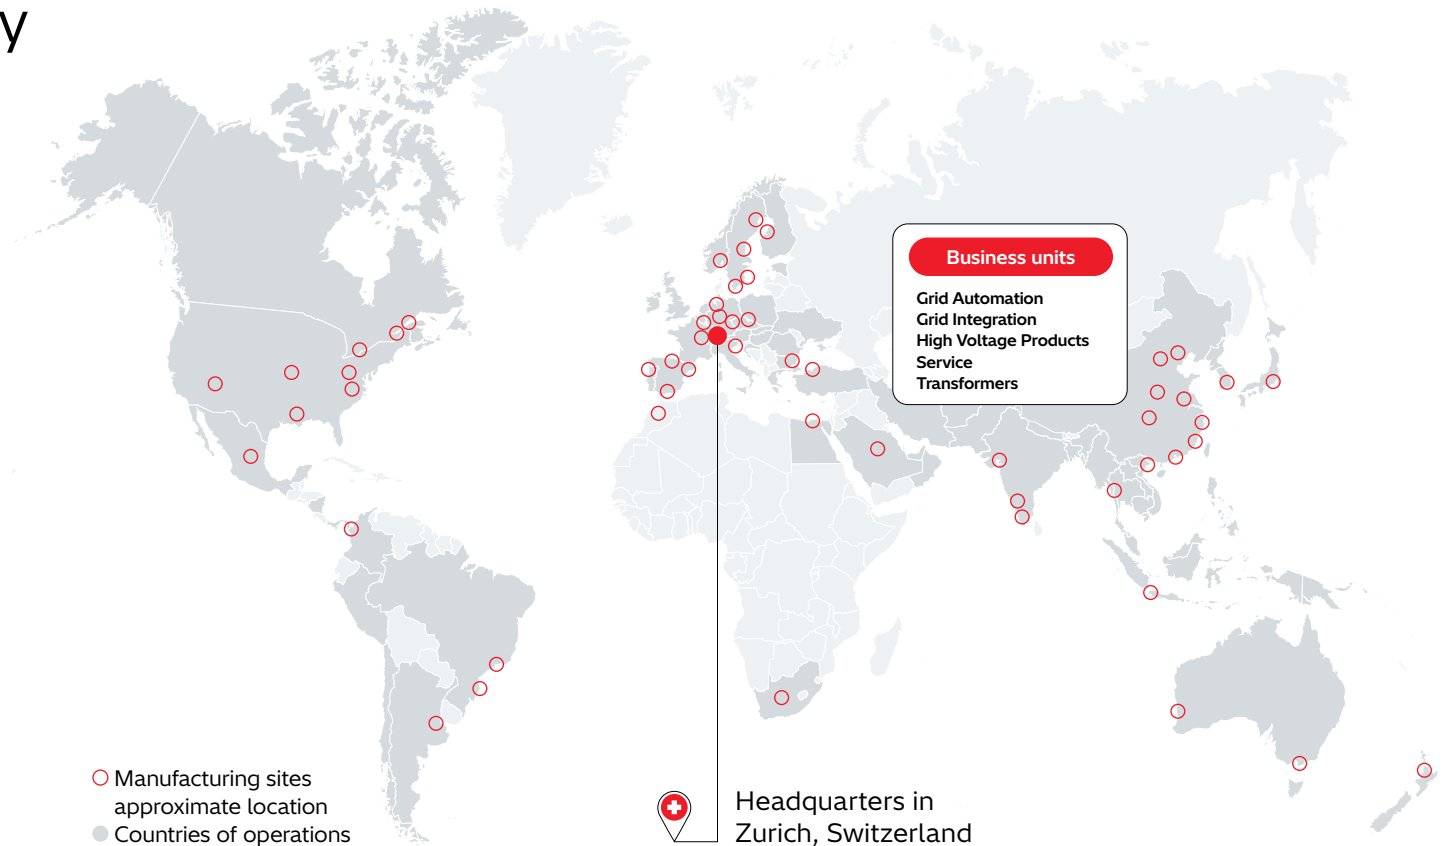 y
Business units
Grid Automation
Grid Integration
High Voltage Products
Service
Transformers
Manufacturing sites
approximate location
Countries of operations
Headquarters in
Zurich, Switzerland